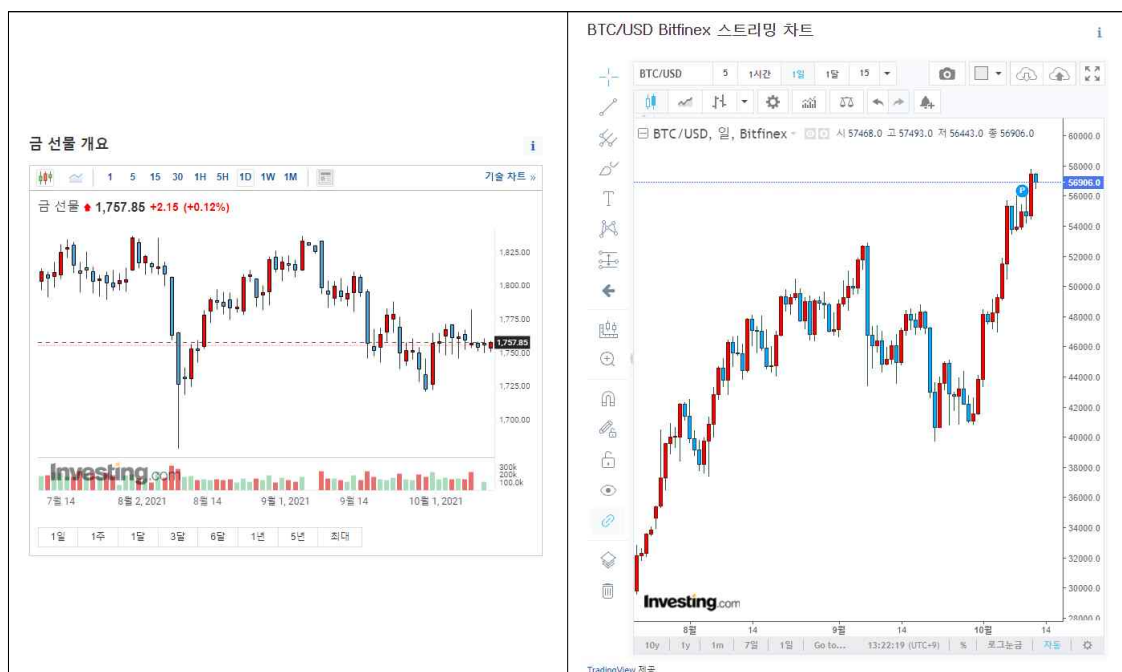 금 선물 개요
i
1 5 15 30 1H 5H 1D 1W 1M
기술 차트 »
금 선물 1,757.85 +2.15 (+0.12%)
1,825.00
1,800.00
1,775.00
1,757.85
1,750.00
1,725.00
1,700.00
Investing.com
300k
200k
100.0k
7월 14 8월 2, 2021 8월 14 9월 1, 2021 9월 14 10월 1, 2021
1일 1주 1달 3달 6달 1년 5년 최대
BTC/USD Bitfinex 스트리밍 차트
i
BTC/USD 5 1시간 1일 1달 15
BTC/USD, 일, Bitfinex 시 57468.0 고 57493.0 저 56443.0 종 56906.0
T
P
60000.0
58000.0
56906.0
56000.0
54000.0
52000.0
50000.0
48000.0
46000.0
44000.0
42000.0
40000.0
38000.0
36000.0
34000.0
32000.0
30000.0
28000.0
Investing.com
8월 14 9월 14 10월 14
10y 1y 1m 7일 1일 Go to... 13:22:19 (UTC+9) % 로그눈금 자동
TradingView 제공